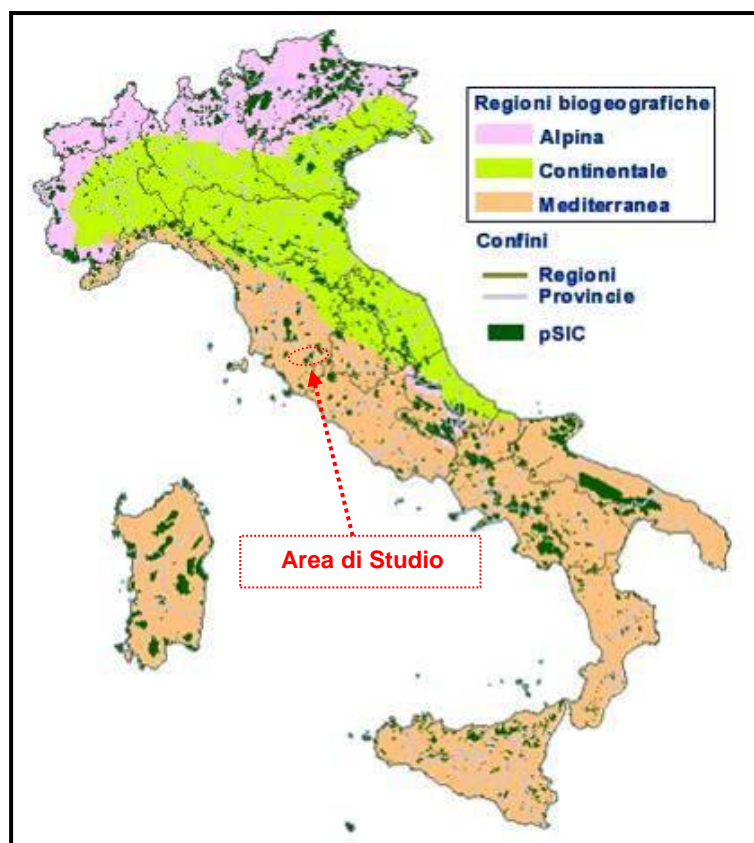 Regioni biogeografiche
Alpina
Continentale
Mediterranea
Confini
Regioni
Provincie
pSIC
Area di Studio